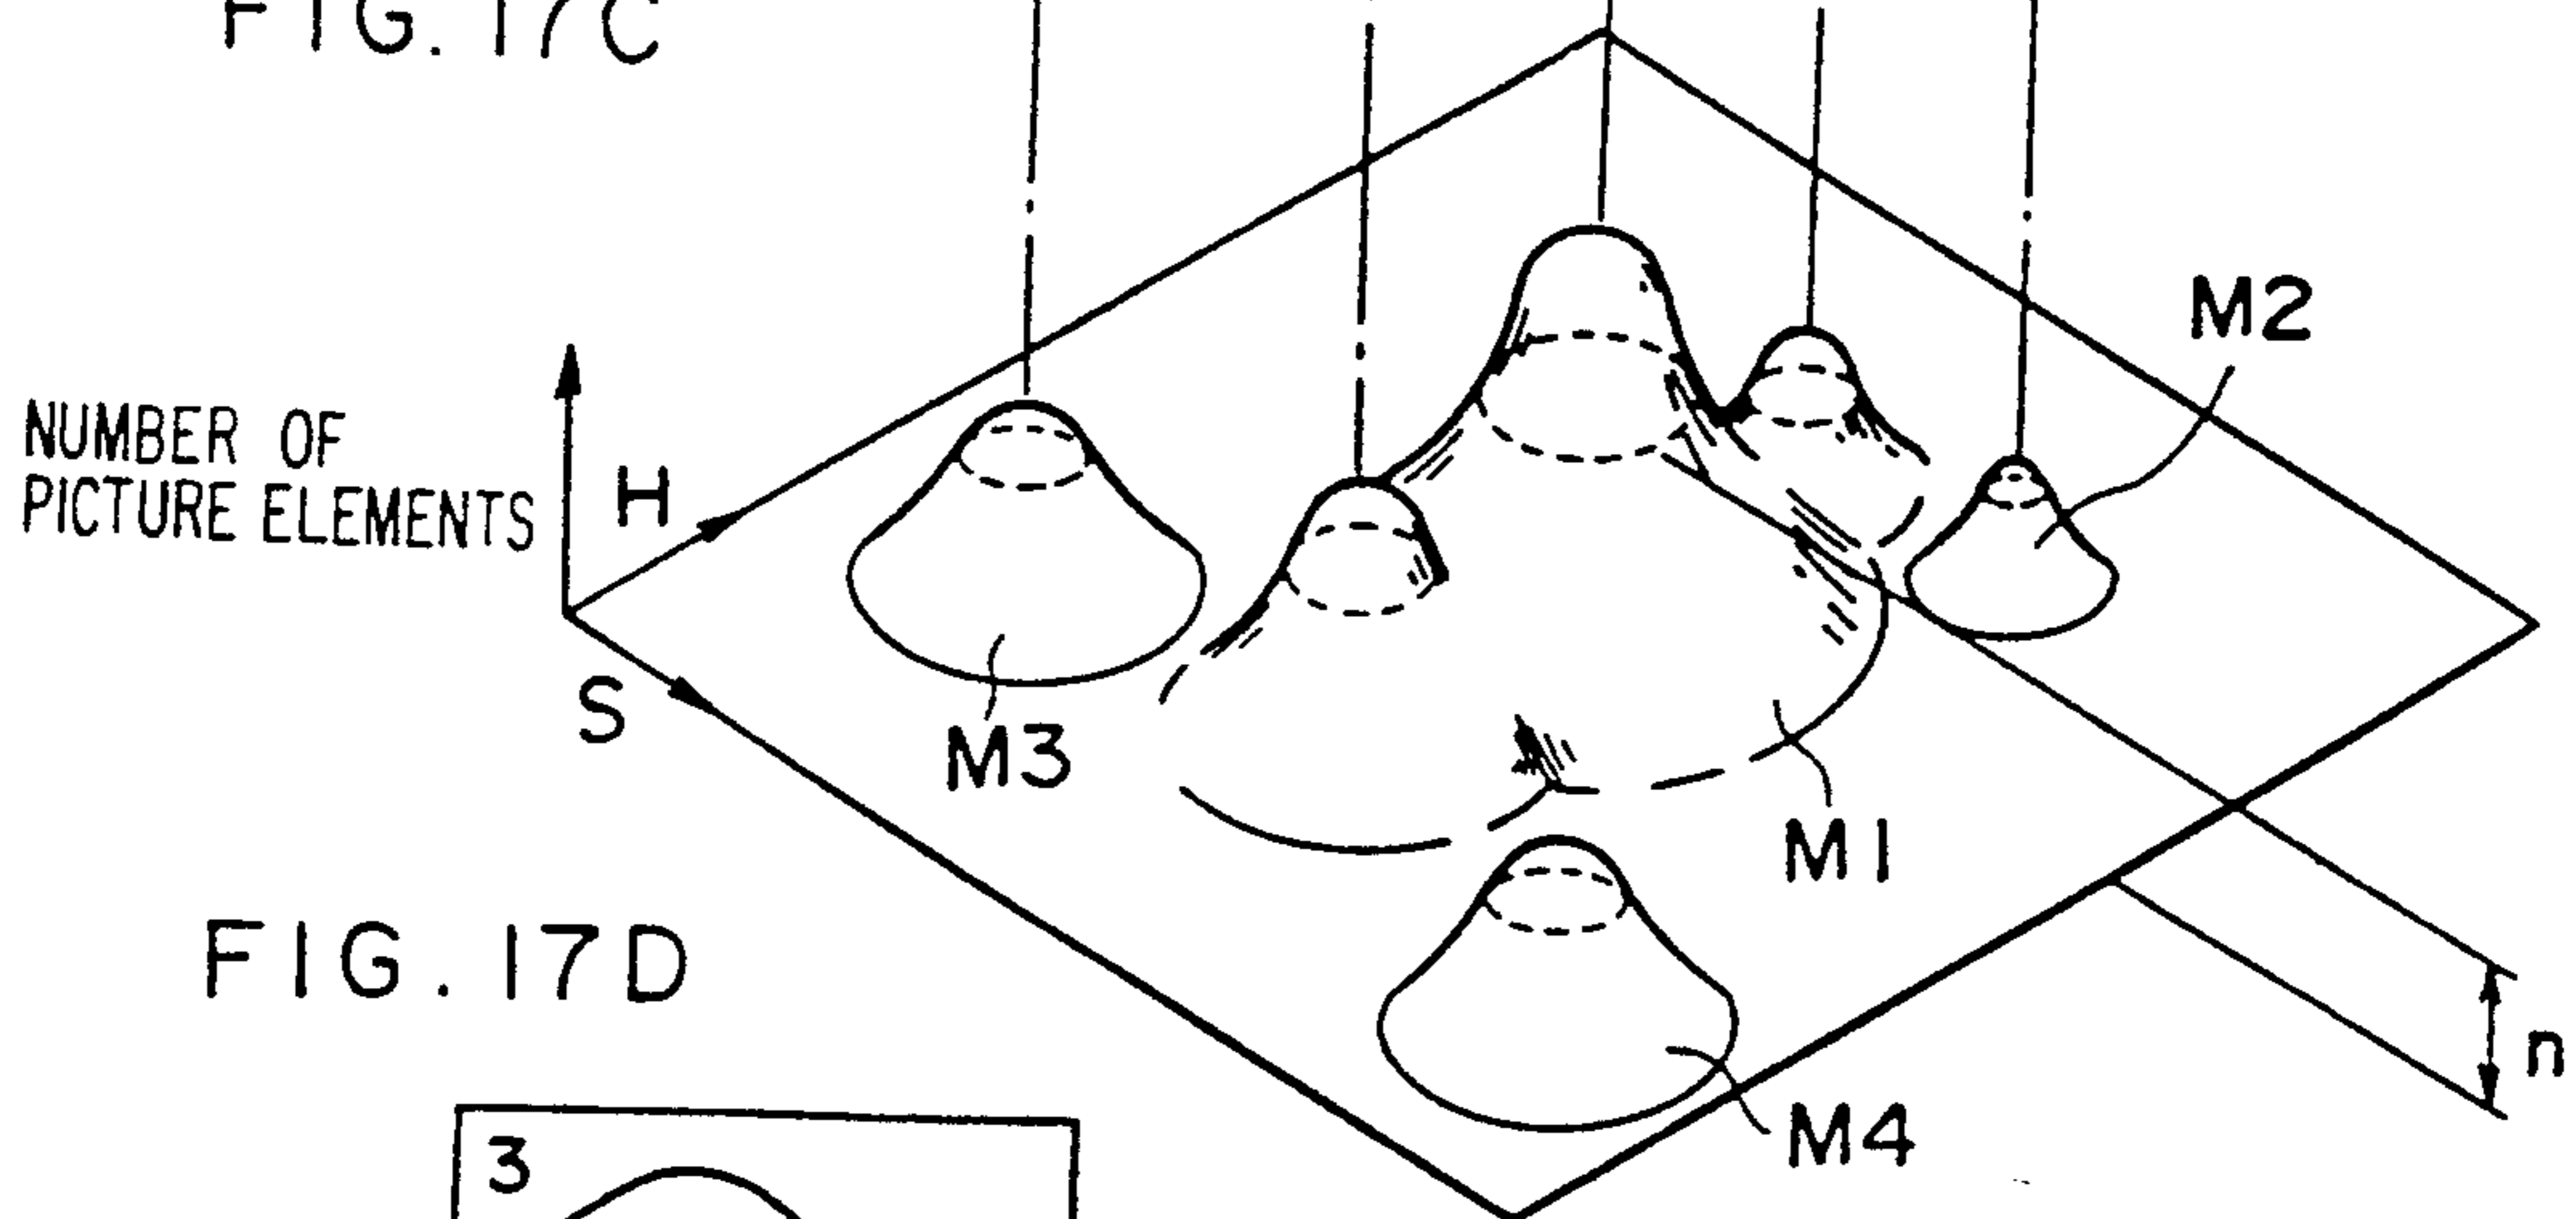 FIG. 17C
M2
NUMBER OF
PICTURE ELEMENTS
H
S
M3
M1
FIG. 17D
n
M4
3